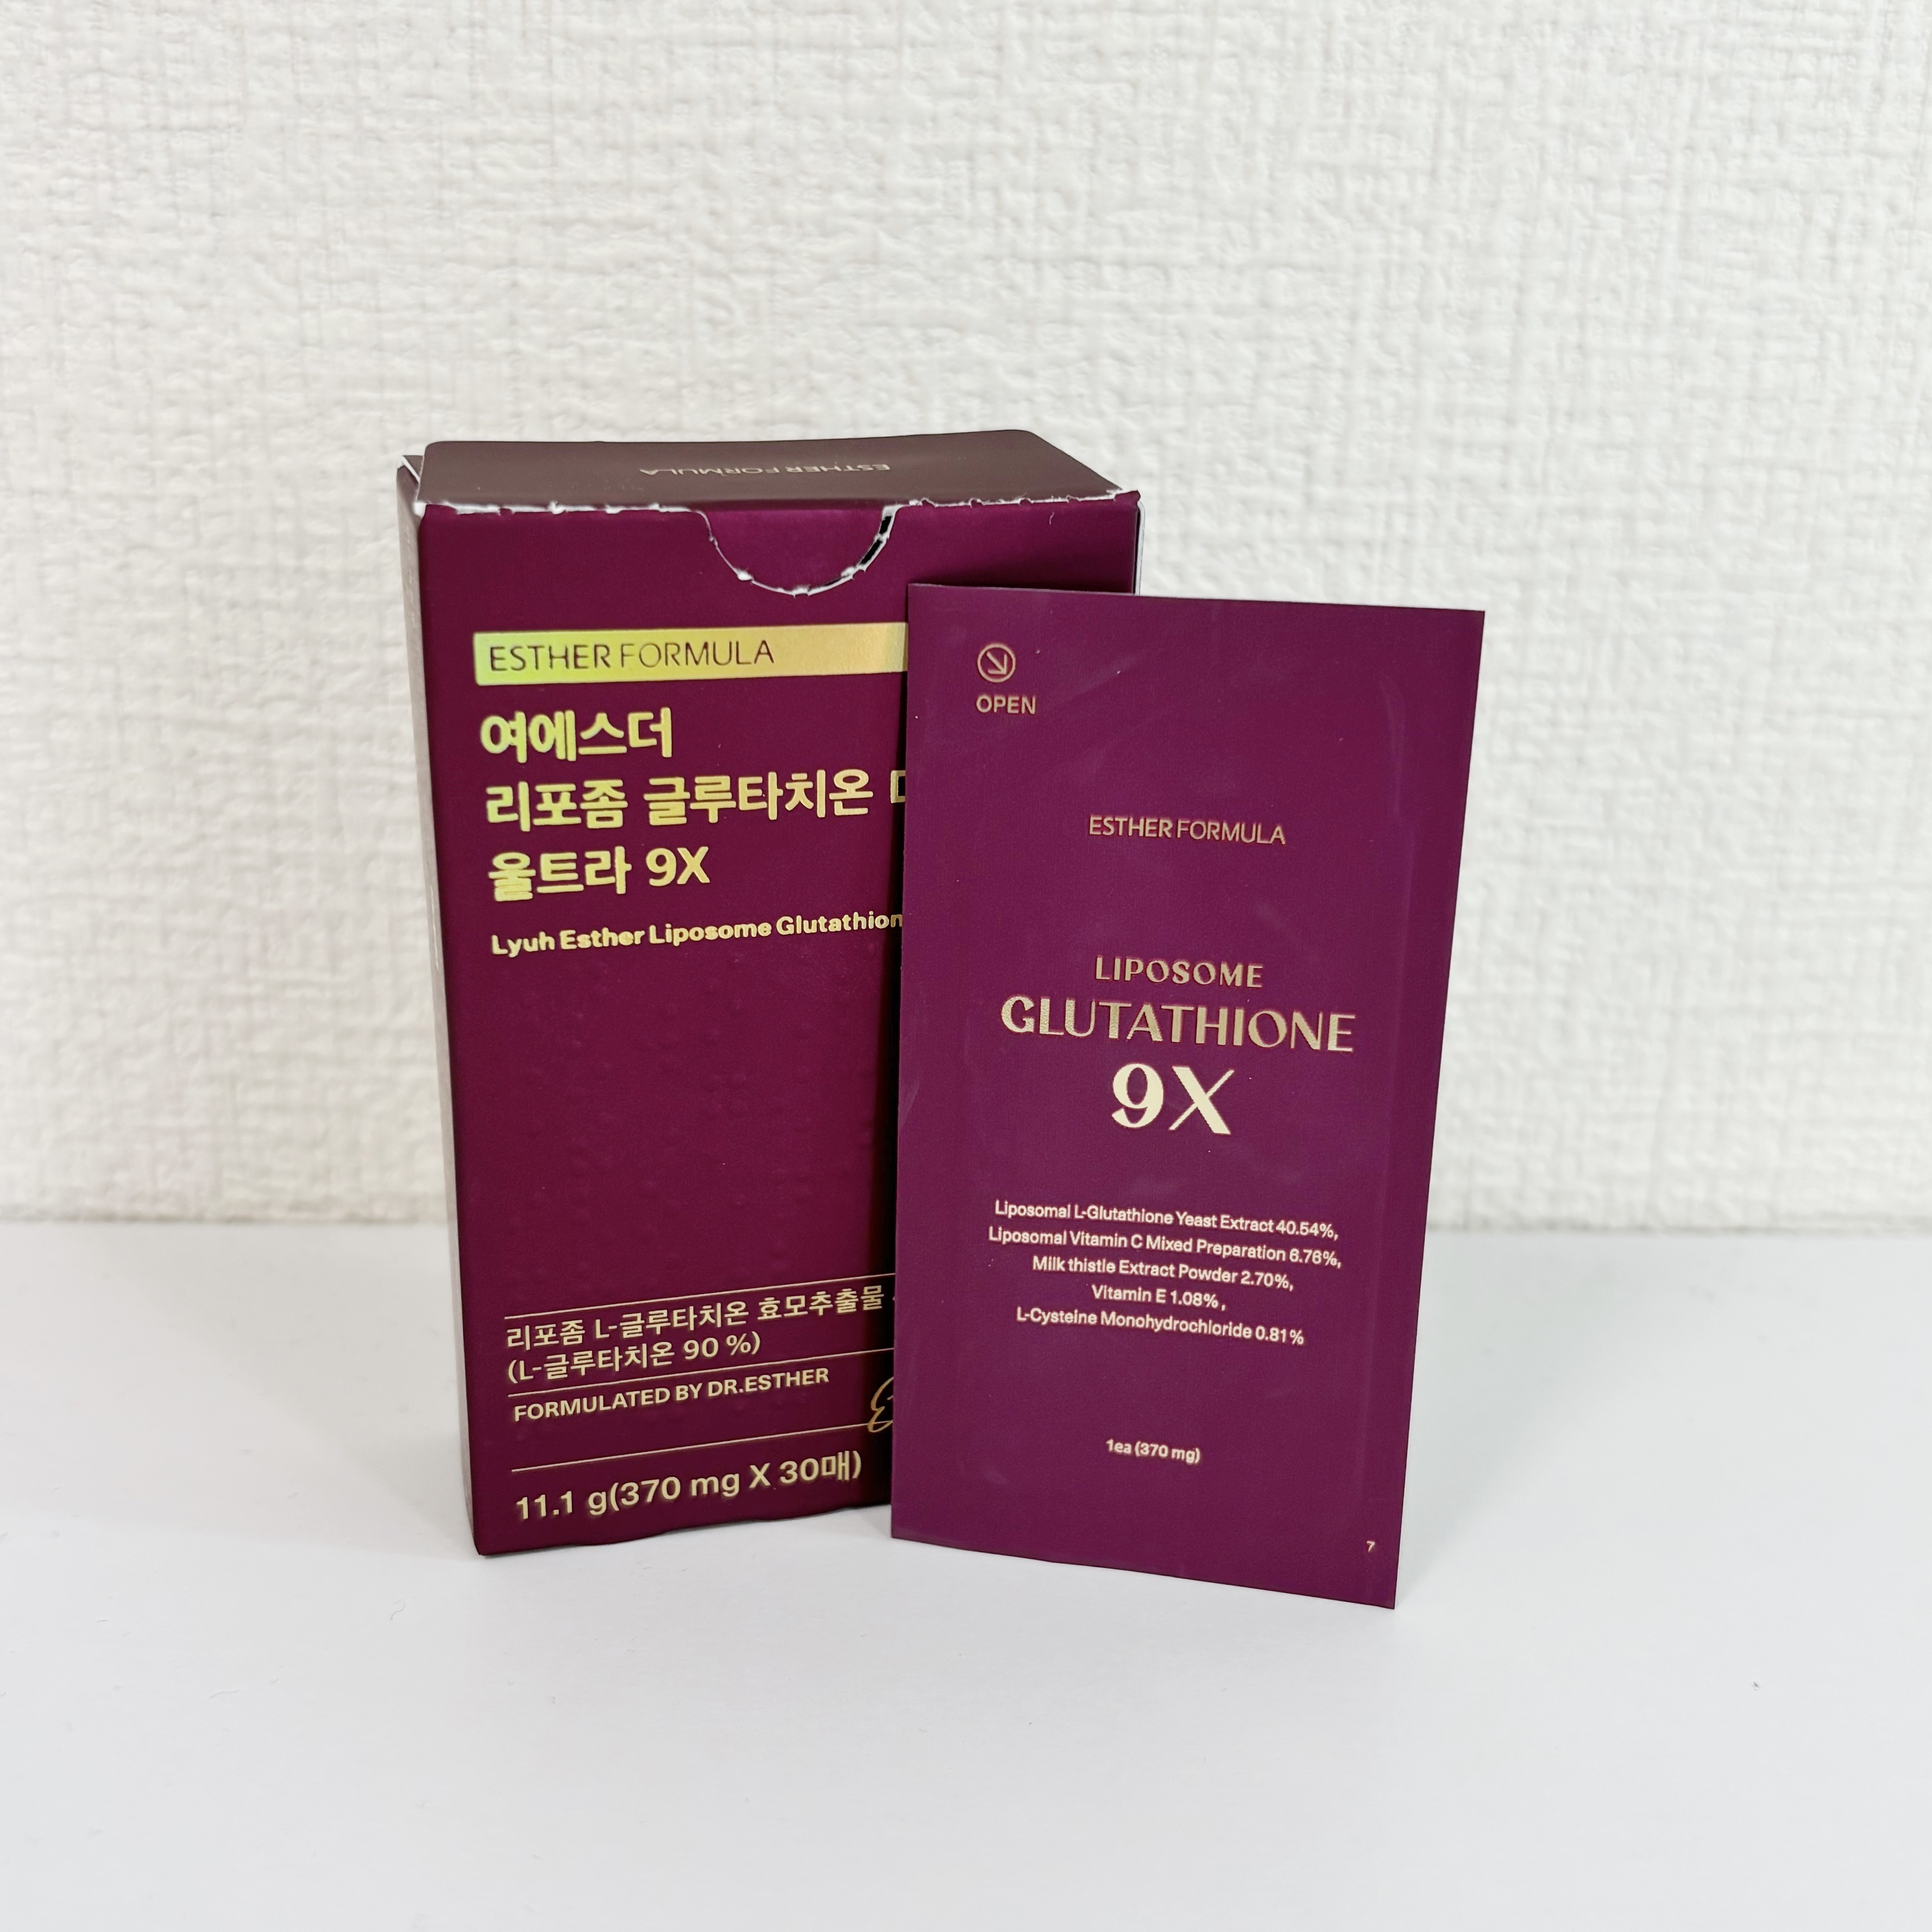 ESTHER FORMULA
ESTHER FORMULA
여에스더
리포좀 글루타치온
울트라 9X
Lyuh Esther Liposome
리포좀 L-글루타치온 효모추출물
(L-글루타치온 90 %)
FORMULATED BY DR.ESTHER
11.1 g(370 mg X 30매)
OPEN
ESTHER FORMULA
LIPOSOME
GLUTATHIONE
9X
Liposomal L-Glutathione Yeast Extract 40.54%,
Liposomal Vitamin C Mixed Preparation 6.76%,
Milk thistle Extract Powder 2.70%,
Vitamin E 1.08% ,
L-Cysteine Monohydrochloride 0.81%
1ea (370 mg)
7